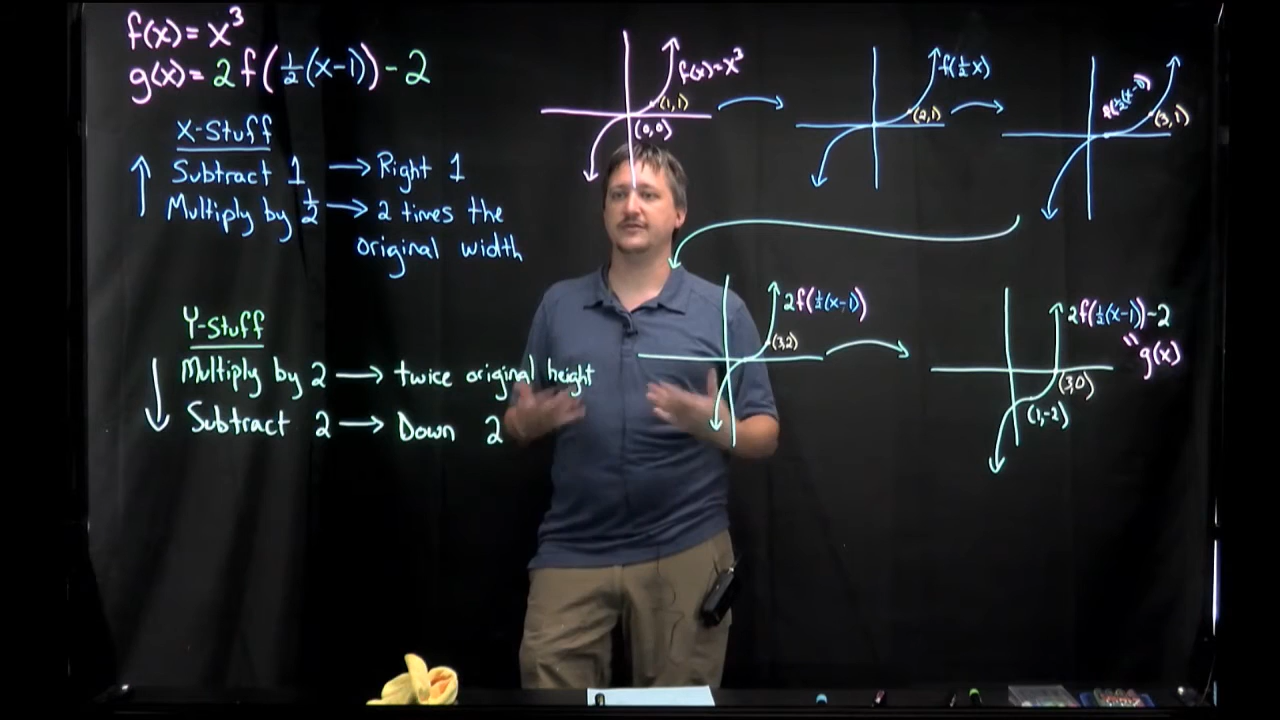 f(x) = x³
g(x) = 2f(½(x-1)) - 2
X-Stuff
Subtract 1 → Right 1
Multiply by ½ → 2 times the
original width
Y-Stuff
Multiply by 2 → twice original height
Subtract 2 → Down 2
f(x)=x³
(1,1)
(0,0)
f(½x)
(2,1)
f(½(x-1))
(3,1)
2f(½(x-1))
(3,2)
2f(½(x-1))-2
"g(x)
(3,0)
(1,-2)